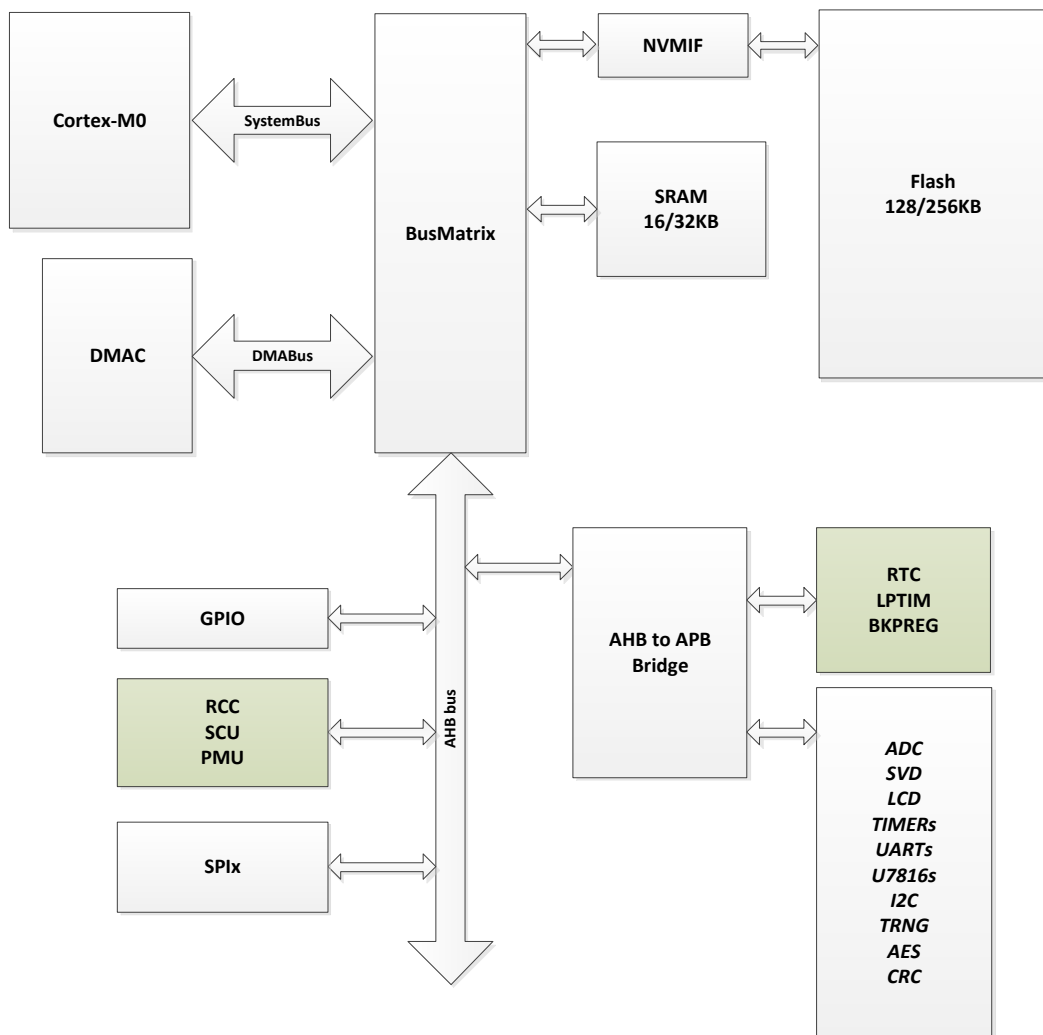 Cortex-M0
SystemBus
BusMatrix
NVMIF
Flash
128/256KB
SRAM
16/32KB
DMAC
DMABus
AHB bus
GPIO
RCC
SCU
PMU
SPIx
AHB to APB
Bridge
RTC
LPTIM
BKPREG
ADC
SVD
LCD
TIMERs
UARTs
U7816s
I2C
TRNG
AES
CRC